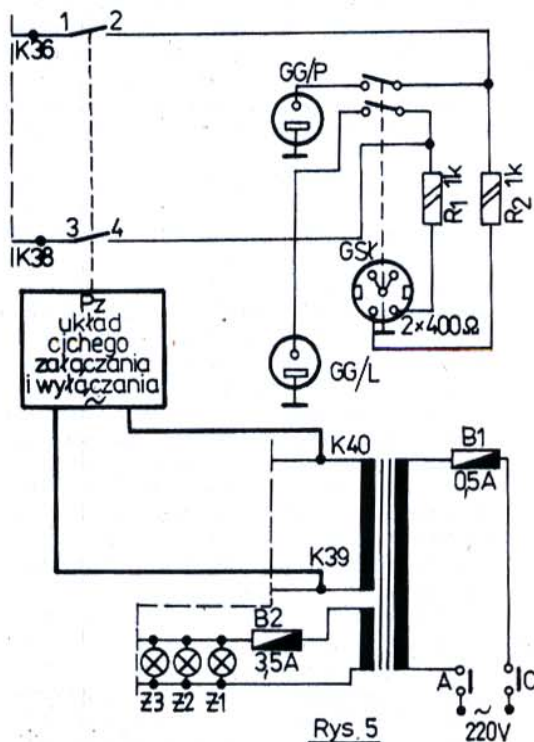 1 2
K36
GG/P
1k
R1
1k
R2
3 4
K38
GSł
2×400Ω
Pz
układ
cichego
załączania
i wyłączania
~
GG/L
K40
B1
0,5A
K39
B2
3,5A
Z3 Z2 Z1
A
~
220V
Rys. 5